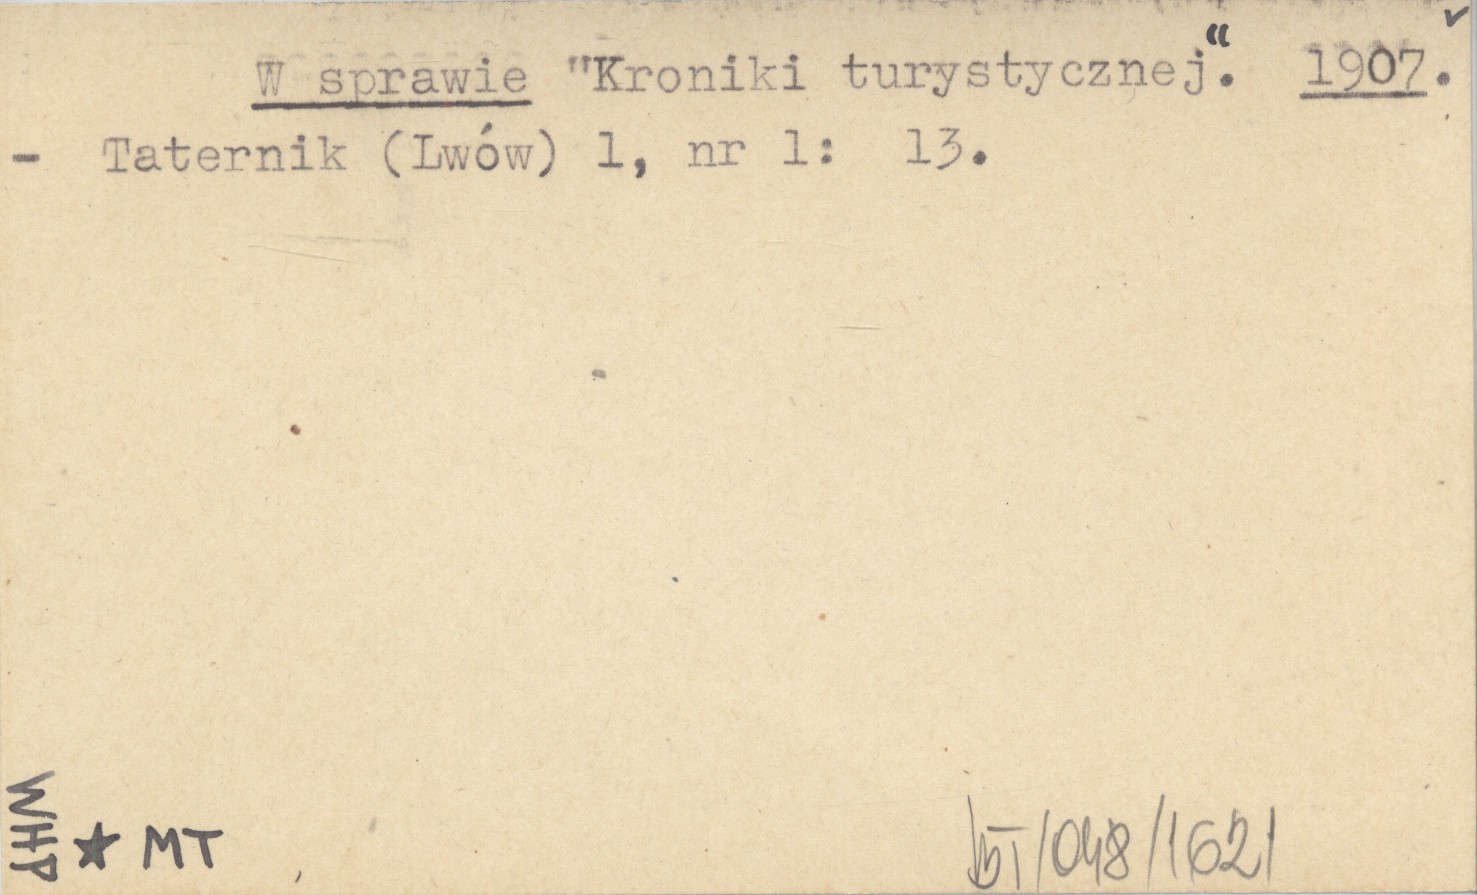 W sprawie "Kroniki turystycznej“. 1907.
- Taternik (Lwów) 1, nr 1: 13.
WHP
★ MT
BT/048/1621